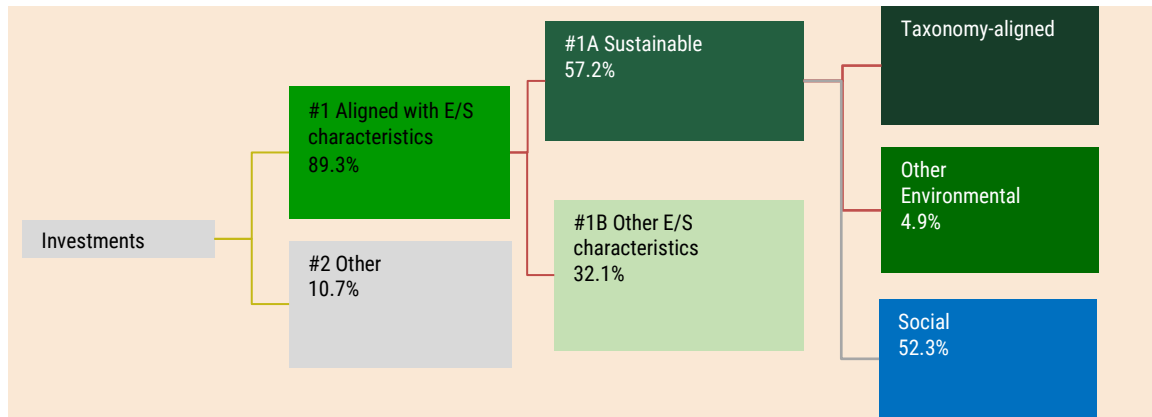 Investments
#1 Aligned with E/S
characteristics
89.3%
#2 Other
10.7%
#1A Sustainable
57.2%
#1B Other E/S
characteristics
32.1%
Taxonomy-aligned
Other
Environmental
4.9%
Social
52.3%